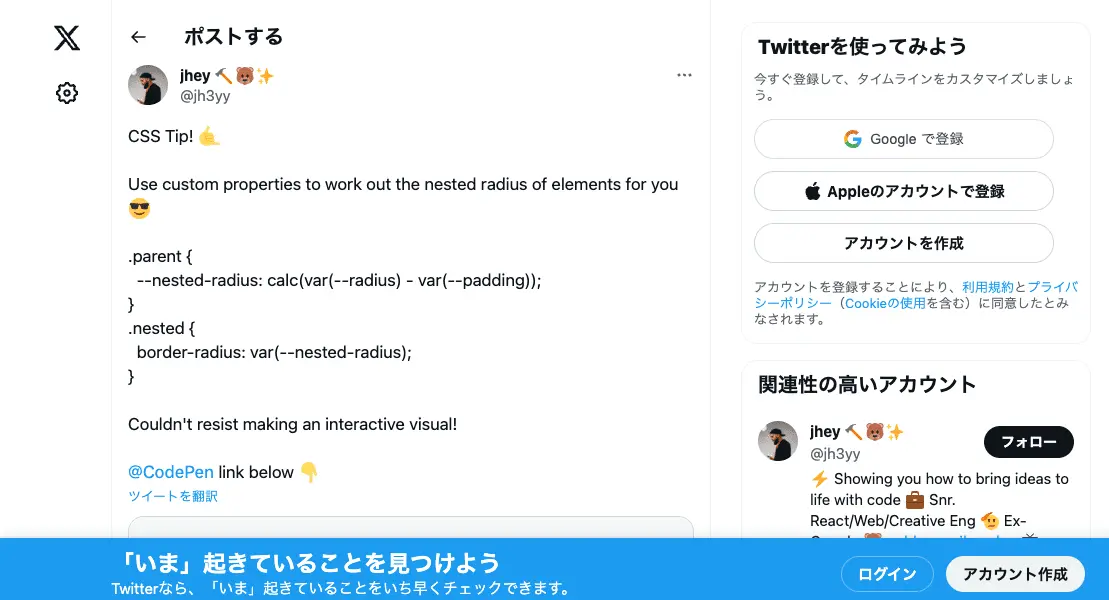 ポストする
jhey 🔨🐻✨
@jh3yy
CSS Tip! 🤙
Use custom properties to work out the nested radius of elements for you
😎
.parent {
--nested-radius: calc(var(--radius) - var(--padding));
}
.nested {
border-radius: var(--nested-radius);
}
Couldn't resist making an interactive visual!
@CodePen link below 👇
ツイートを翻訳
Twitterを使ってみよう
今すぐ登録して、タイムラインをカスタマイズしましょ
う。
Google で登録
Appleのアカウントで登録
アカウントを作成
アカウントを登録することにより、利用規約とプライバ
シーポリシー（Cookieの使用を含む）に同意したとみ
なされます。
関連性の高いアカウント
jhey 🔨🐻✨
@jh3yy
フォロー
⚡ Showing you how to bring ideas to
life with code 💼 Snr.
React/Web/Creative Eng 🫡 Ex-
「いま」起きていることを見つけよう
Twitterなら、「いま」起きていることをいち早くチェックできます。
ログイン
アカウント作成